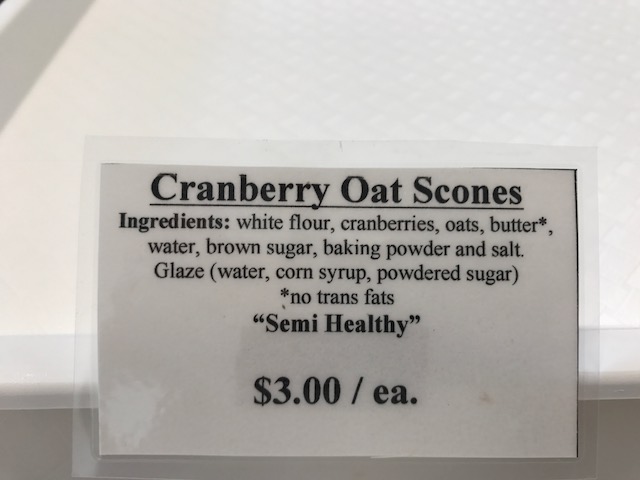 Cranberry Oat Scones
Ingredients: white flour, cranberries, oats, butter*,
water, brown sugar, baking powder and salt.
Glaze (water, corn syrup, powdered sugar)
*no trans fats
“Semi Healthy”
$3.00 / ea.